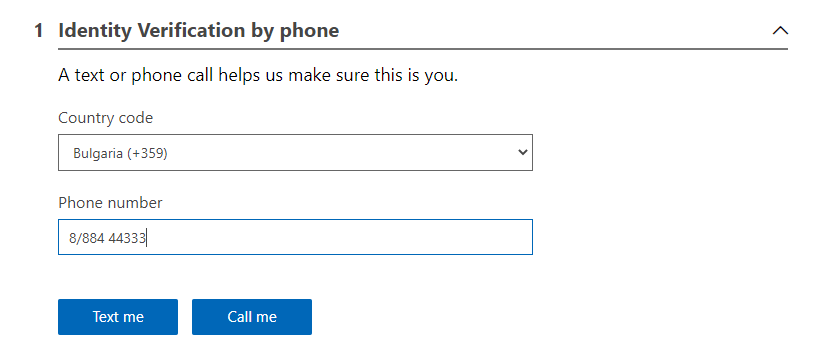 1 Identity Verification by phone
A text or phone call helps us make sure this is you.
Country code
Bulgaria (+359)
Phone number
8/884 44333
Text me Call me